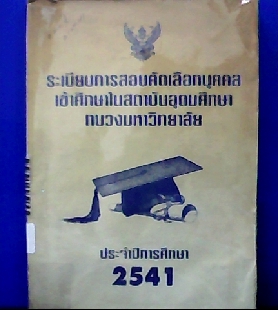 ระเบียบการสอบคัดเลือกบุคคล
เข้าศึกษาในสถาบันอุดมศึกษา
ทบวงมหาวิทยาลัย
ประจำปีการศึกษา
2541